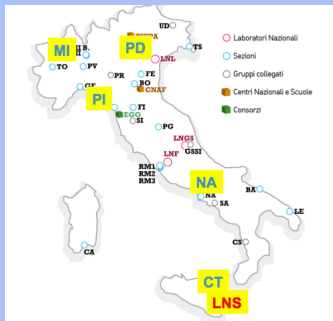 UD
PD
MI
TS
Laboratori Nazionali
LNL
Sezioni
TO
PV
PR
FE
Gruppi collegati
BO
CNAF
Centri Nazionali e Scuole
PI
FI
EGO
Consorzi
SI
PG
LNGS
GSSI
LNF
RM1
RM2
RM3
NA
NA
BA
SA
LE
CS
CA
CT
LNS